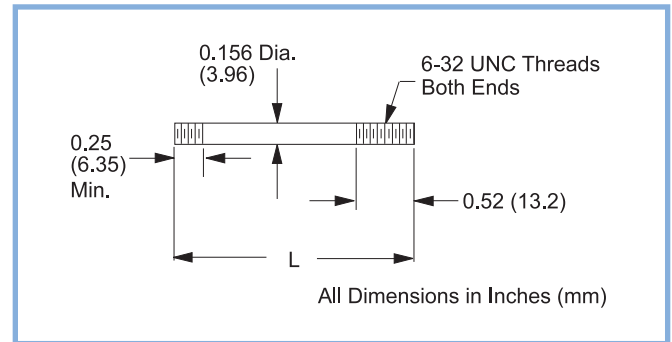 0.156 Dia.
(3.96)
6-32 UNC Threads
Both Ends
0.25
(6.35)
Min.
0.52 (13.2)
L
All Dimensions in Inches (mm)